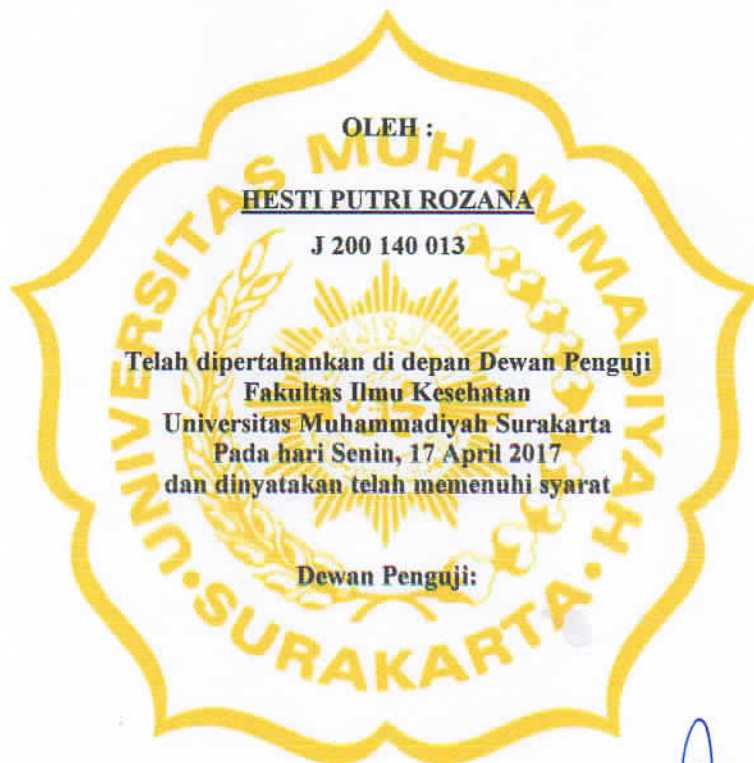 OLEH :
HESTI PUTRI ROZANA
J 200 140 013
Telah dipertahankan di depan Dewan Penguji
Fakultas Ilmu Kesehatan
Universitas Muhammadiyah Surakarta
Pada hari Senin, 17 April 2017
dan dinyatakan telah memenuhi syarat
Dewan Penguji:
UNIVERSITAS MUHAMMADIYAH
SURAKARTA